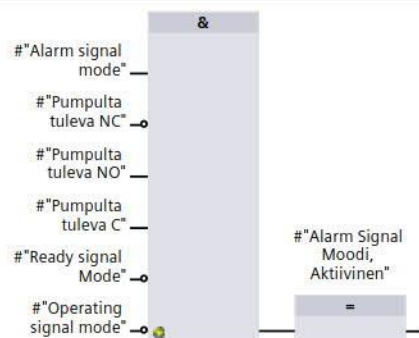 &
#"Alarm signal
mode"
#"Pumpulta
tuleva NC"
#"Pumpulta
tuleva NO"
#"Pumpulta
tuleva C"
#"Ready signal
Mode"
#"Operating
signal mode"
#"Alarm Signal
Moodi,
Aktiivinen"
=